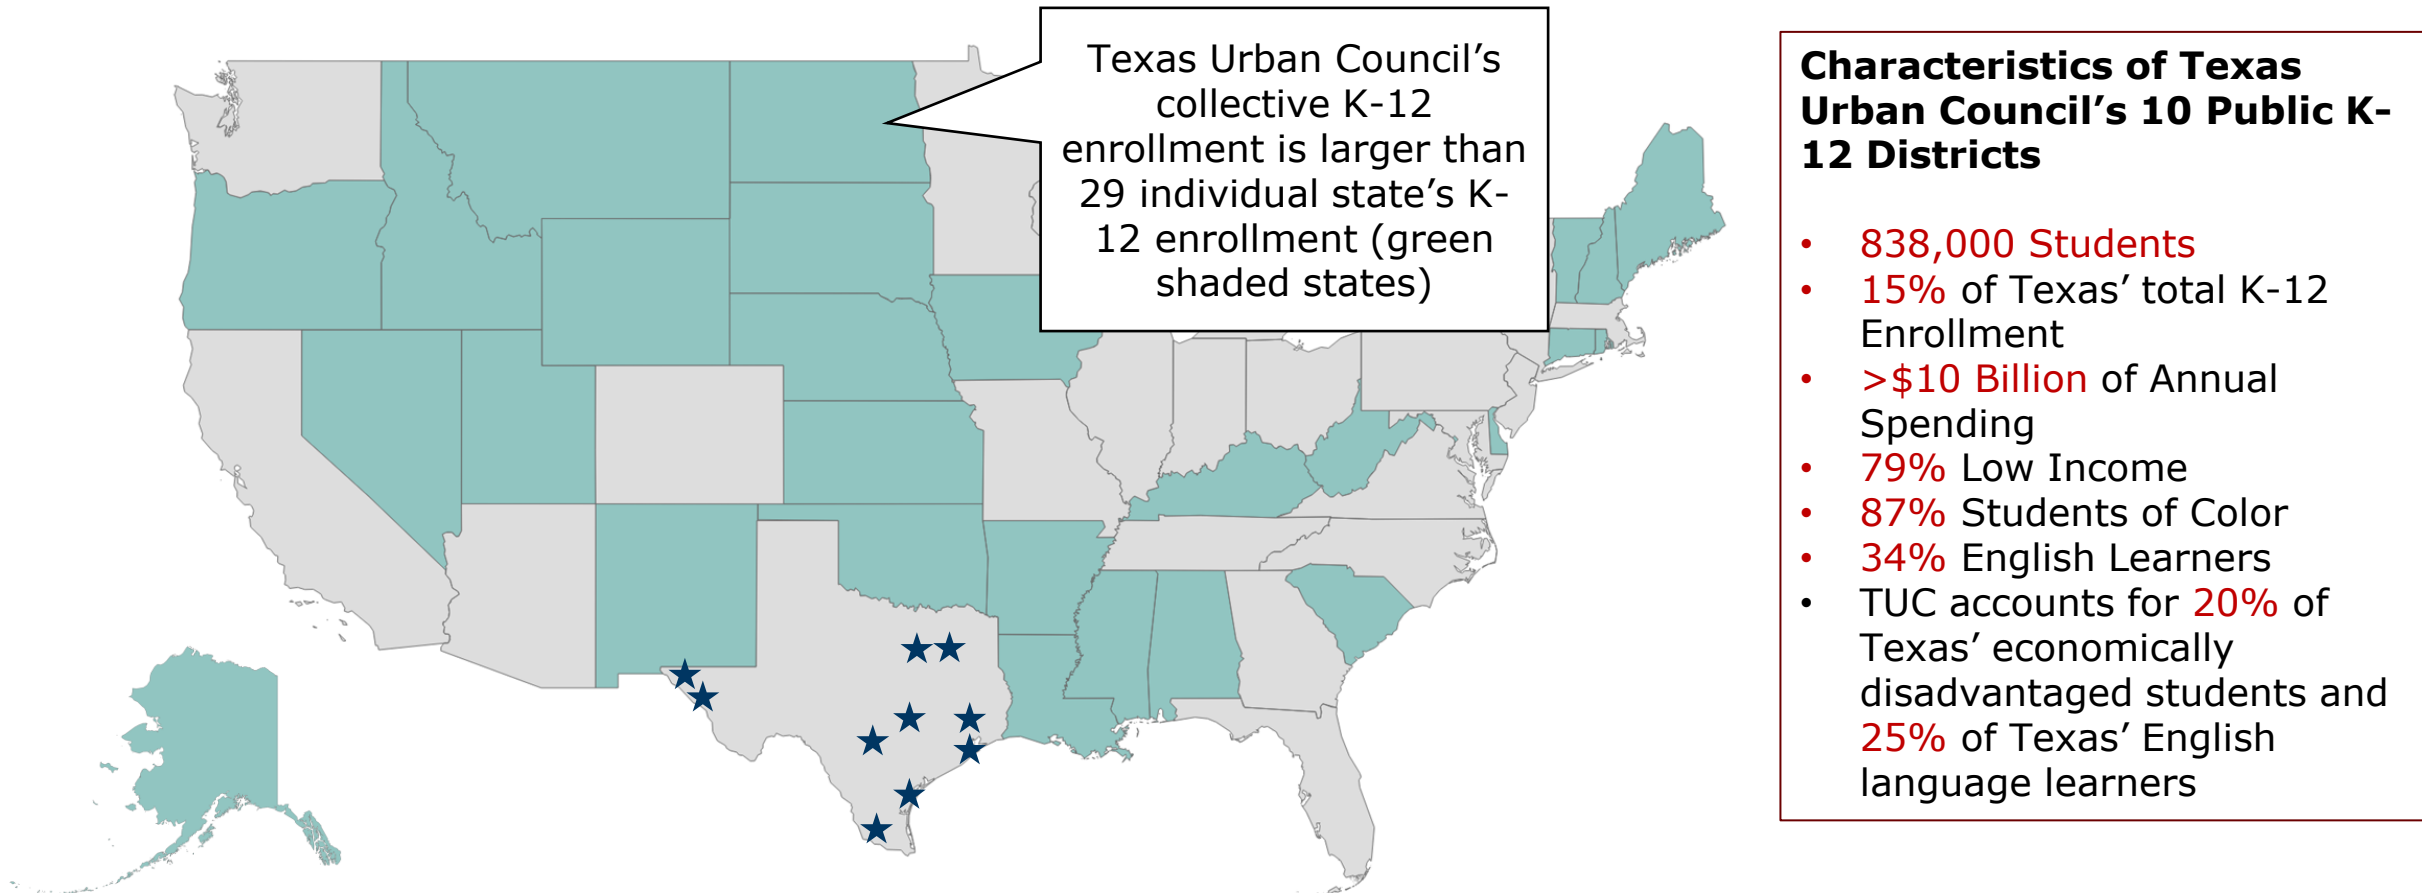 Texas Urban Council’s
collective K-12
enrollment is larger than
29 individual state’s K-
12 enrollment (green
shaded states)
Characteristics of Texas
Urban Council’s 10 Public K-
12 Districts
• 838,000 Students
• 15% of Texas’ total K-12
Enrollment
• >$10 Billion of Annual
Spending
• 79% Low Income
• 87% Students of Color
• 34% English Learners
• TUC accounts for 20% of
Texas’ economically
disadvantaged students and
25% of Texas’ English
language learners